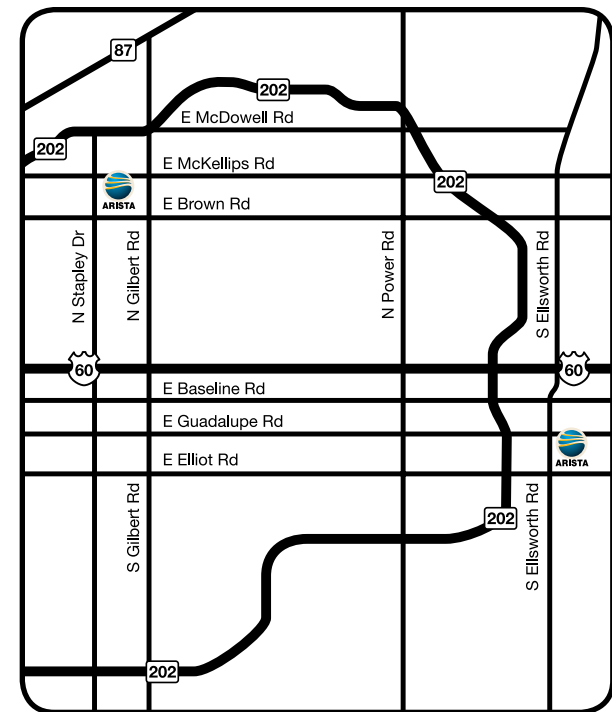 87
202
E McDowell Rd
202
E McKellips Rd
202
ARISTA
E Brown Rd
N Stapley Dr
N Gilbert Rd
N Power Rd
S Ellsworth Rd
60
60
E Baseline Rd
E Guadalupe Rd
E Elliot Rd
ARISTA
S Gilbert Rd
202
S Ellsworth Rd
202